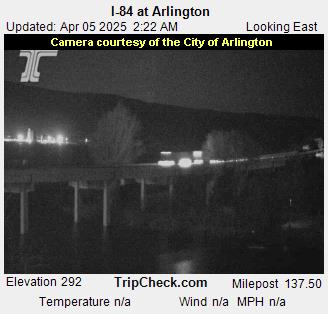 I-84 at Arlington
Updated: Apr 05 2025 2:22 AM Looking East
Camera courtesy of the City of Arlington
Elevation 292 TripCheck.com Milepost 137.50
Temperature n/a Wind n/a MPH n/a